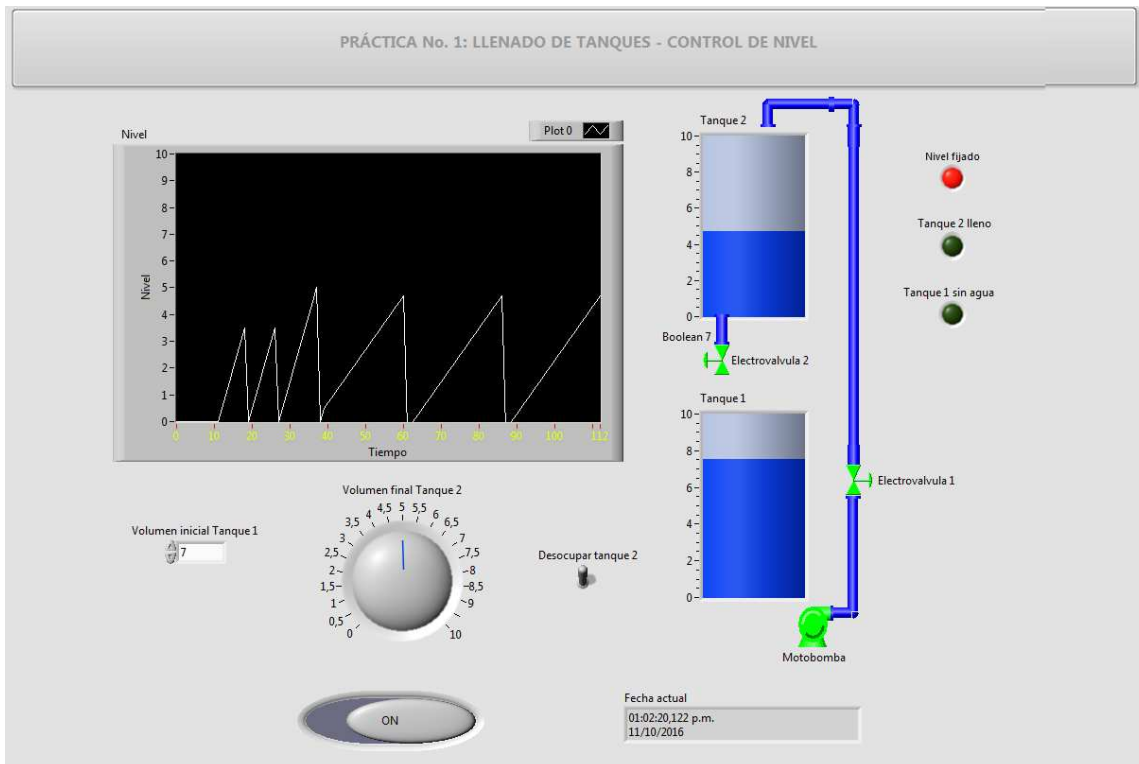 PRÁCTICA No. 1: LLENADO DE TANQUES - CONTROL DE NIVEL
Nivel
Plot 0
10
9
8
7
6
5
4
3
2
1
0
Nivel
0 10 20 30 40 50 60 70 80 90 100 112
Tiempo
Tanque 2
10
8
6
4
2
0
Boolean 7
Electrovalvula 2
Nivel fijado
Tanque 2 lleno
Tanque 1 sin agua
Tanque 1
10
8
6
4
2
0
Electrovalvula 1
Motobomba
Volumen inicial Tanque 1
7
Volumen final Tanque 2
0
0,5
1
1,5
2
2,5
3
3,5
4
4,5
5
5,5
6
6,5
7
7,5
8
8,5
9
10
Desocupar tanque 2
ON
Fecha actual
01:02:20,122 p.m.
11/10/2016